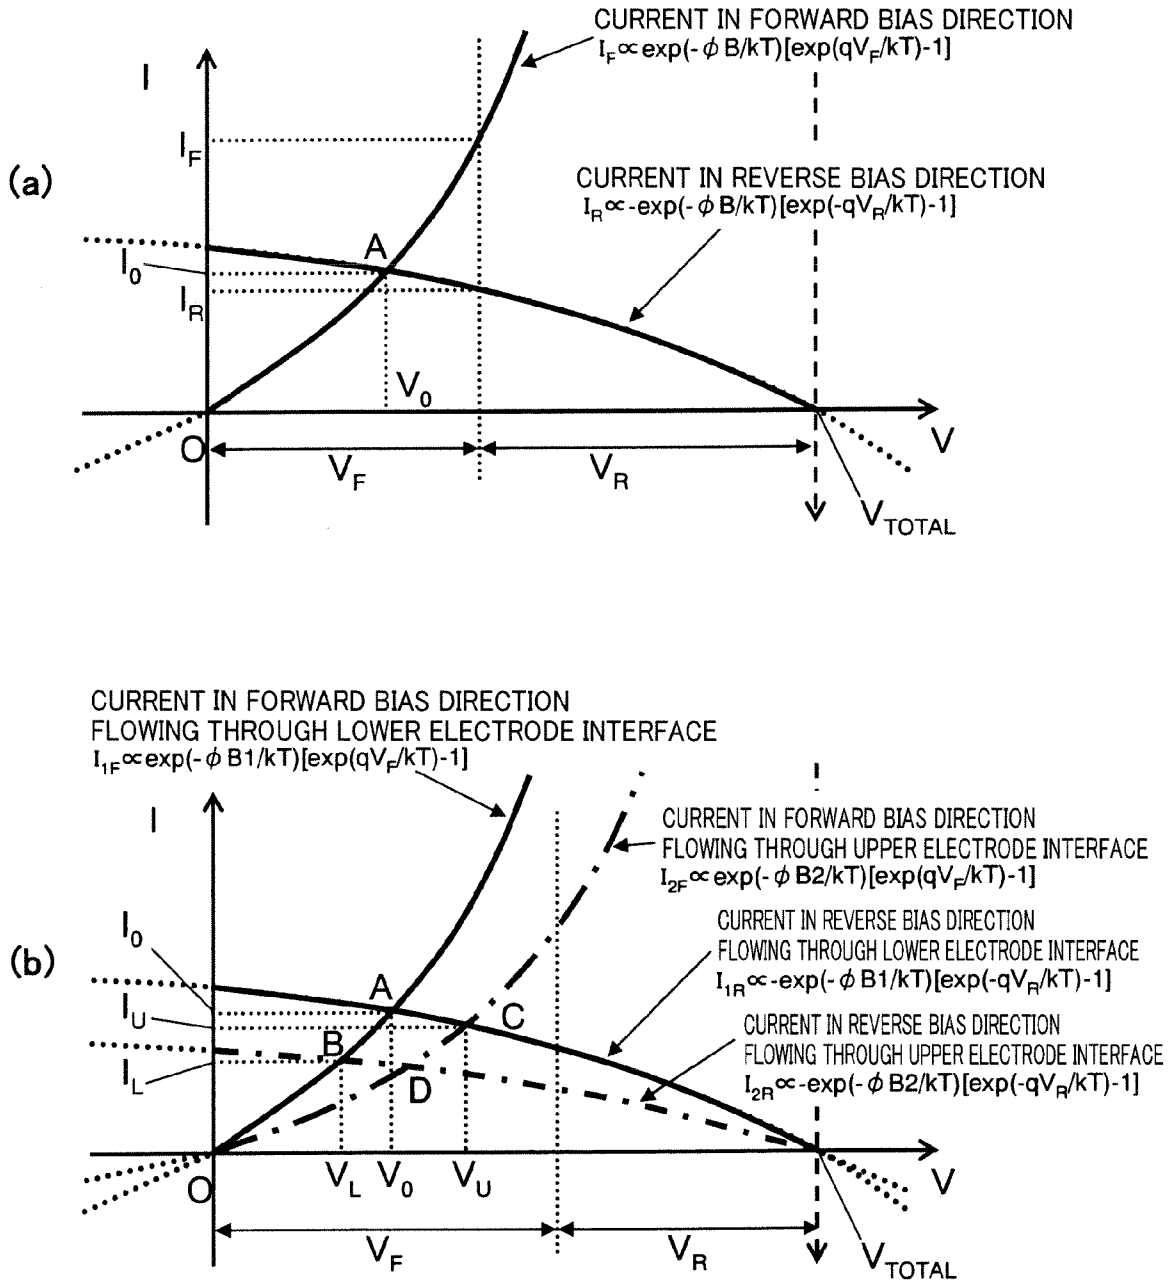 CURRENT IN FORWARD BIAS DIRECTION
I_F∝exp(-φB/kT)[exp(qV_F/kT)-1]
I
I_F
(a)
CURRENT IN REVERSE BIAS DIRECTION
I_R∝-exp(-φB/kT)[exp(-qV_R/kT)-1]
A
I_0
I_R
V_0
O
V
V_F
V_R
V_TOTAL
CURRENT IN FORWARD BIAS DIRECTION
FLOWING THROUGH LOWER ELECTRODE INTERFACE
I_1F∝exp(-φB1/kT)[exp(qV_F/kT)-1]
I
CURRENT IN FORWARD BIAS DIRECTION
FLOWING THROUGH UPPER ELECTRODE INTERFACE
I_2F∝exp(-φB2/kT)[exp(qV_F/kT)-1]
I_0
CURRENT IN REVERSE BIAS DIRECTION
FLOWING THROUGH LOWER ELECTRODE INTERFACE
I_1R∝-exp(-φB1/kT)[exp(-qV_R/kT)-1]
(b)
A
I_U
C
B
CURRENT IN REVERSE BIAS DIRECTION
FLOWING THROUGH UPPER ELECTRODE INTERFACE
I_2R∝-exp(-φB2/kT)[exp(-qV_R/kT)-1]
I_L
D
O
V_L
V_0
V_U
V
V_F
V_R
V_TOTAL